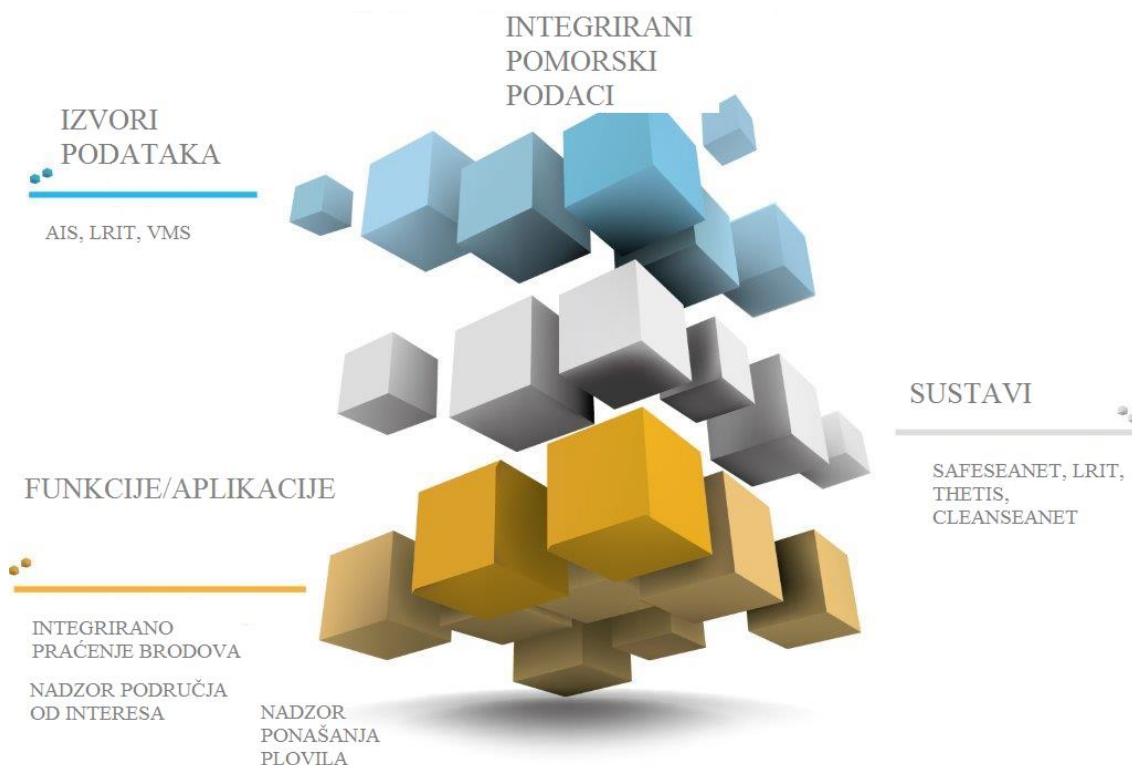 INTEGRIRANI
POMORSKI
PODACI
IZVORI
PODATAKA
AIS, LRIT, VMS
SUSTAVI
SAFESEANET, LRIT,
THETIS,
CLEANSEANET
FUNKCIJE/APLIKACIJE
INTEGRIRANO
PRAĆENJE BRODOVA
NADZOR PODRUČJA
OD INTERESA
NADZOR
PONAŠANJA
PLOVILA